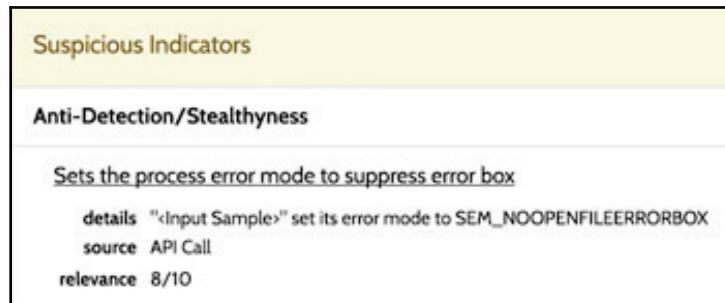 Suspicious Indicators
Anti-Detection/Stealthyness
Sets the process error mode to suppress error box
details "<Input Sample>" set its error mode to SEM_NOOPENFILEERRORBOX
source API Call
relevance 8/10